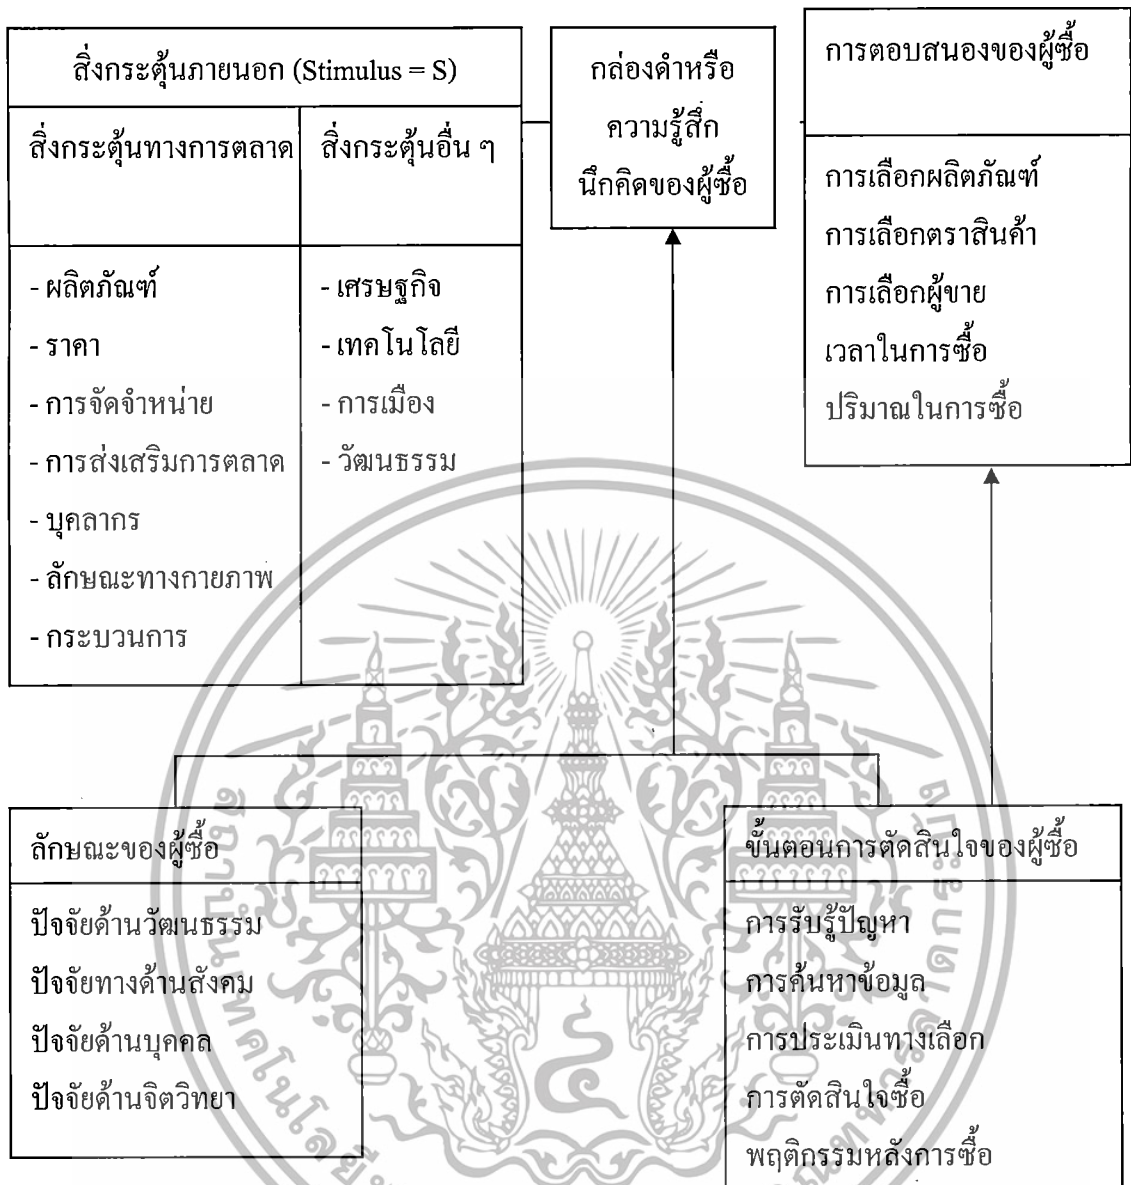 สิ่งกระตุ้นภายนอก (Stimulus = S)
สิ่งกระตุ้นทางการตลาด
- ผลิตภัณฑ์
- ราคา
- การจัดจำหน่าย
- การส่งเสริมการตลาด
- บุคลากร
- ลักษณะทางกายภาพ
- กระบวนการ
สิ่งกระตุ้นอื่น ๆ
- เศรษฐกิจ
- เทคโนโลยี
- การเมือง
- วัฒนธรรม
กล่องดำหรือ
ความรู้สึก
นึกคิดของผู้ซื้อ
การตอบสนองของผู้ซื้อ
การเลือกผลิตภัณฑ์
การเลือกตราสินค้า
การเลือกผู้ขาย
เวลาในการซื้อ
ปริมาณในการซื้อ
ลักษณะของผู้ซื้อ
ปัจจัยด้านวัฒนธรรม
ปัจจัยทางด้านสังคม
ปัจจัยด้านบุคคล
ปัจจัยด้านจิตวิทยา
ขั้นตอนการตัดสินใจของผู้ซื้อ
การรับรู้ปัญหา
การค้นหาข้อมูล
การประเมินทางเลือก
การตัดสินใจซื้อ
พฤติกรรมหลังการซื้อ